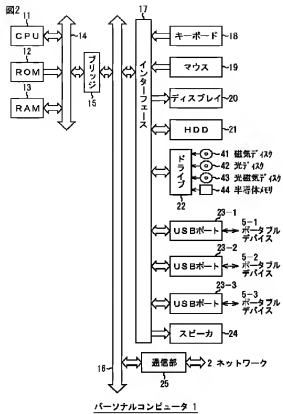 図2
11
CPU
12
ROM
13
RAM
14
ブリッジ
15
16
17
インターフェース
キーボード 18
マウス 19
ディスプレイ 20
HDD 21
ドライブ
22
41 磁気ディスク
42 光ディスク
43 光磁気ディスク
44 半導体メモリ
23-1
USBポート
5-1
ポータブル
デバイス
23-2
USBポート
5-2
ポータブル
デバイス
23-3
USBポート
5-3
ポータブル
デバイス
スピーカ 24
通信部
25
2 ネットワーク
パーソナルコンピュータ 1